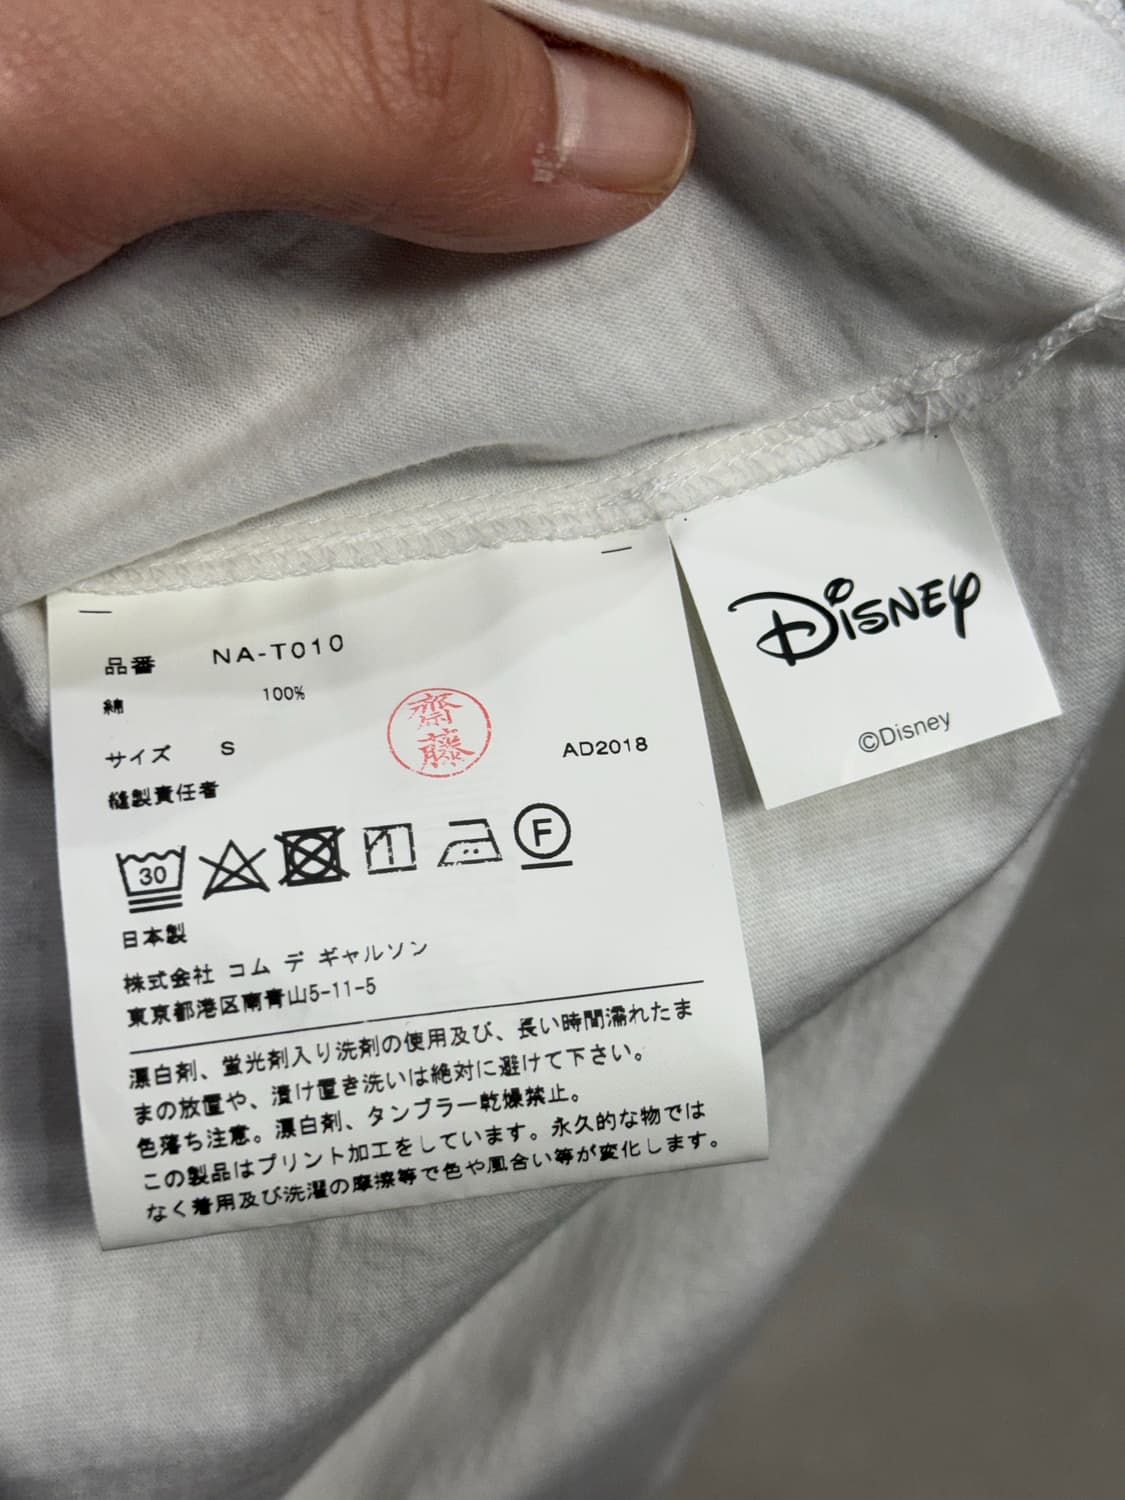 品番 NA-T010
綿 100%
サイズ S
齋藤
AD2018
縫製責任者
30
F
日本製
株式会社 コム デ ギャルソン
東京都港区南青山5-11-5
漂白剤、蛍光剤入り洗剤の使用及び、長い時間濡れたま
まの放置や、漬け置き洗いは絶対に避けて下さい。
色落ち注意。漂白剤、タンブラー乾燥禁止。
この製品はプリント加工をしています。永久的な物では
なく着用及び洗濯の摩擦等で色や風合い等が変化します。
Disney
©Disney